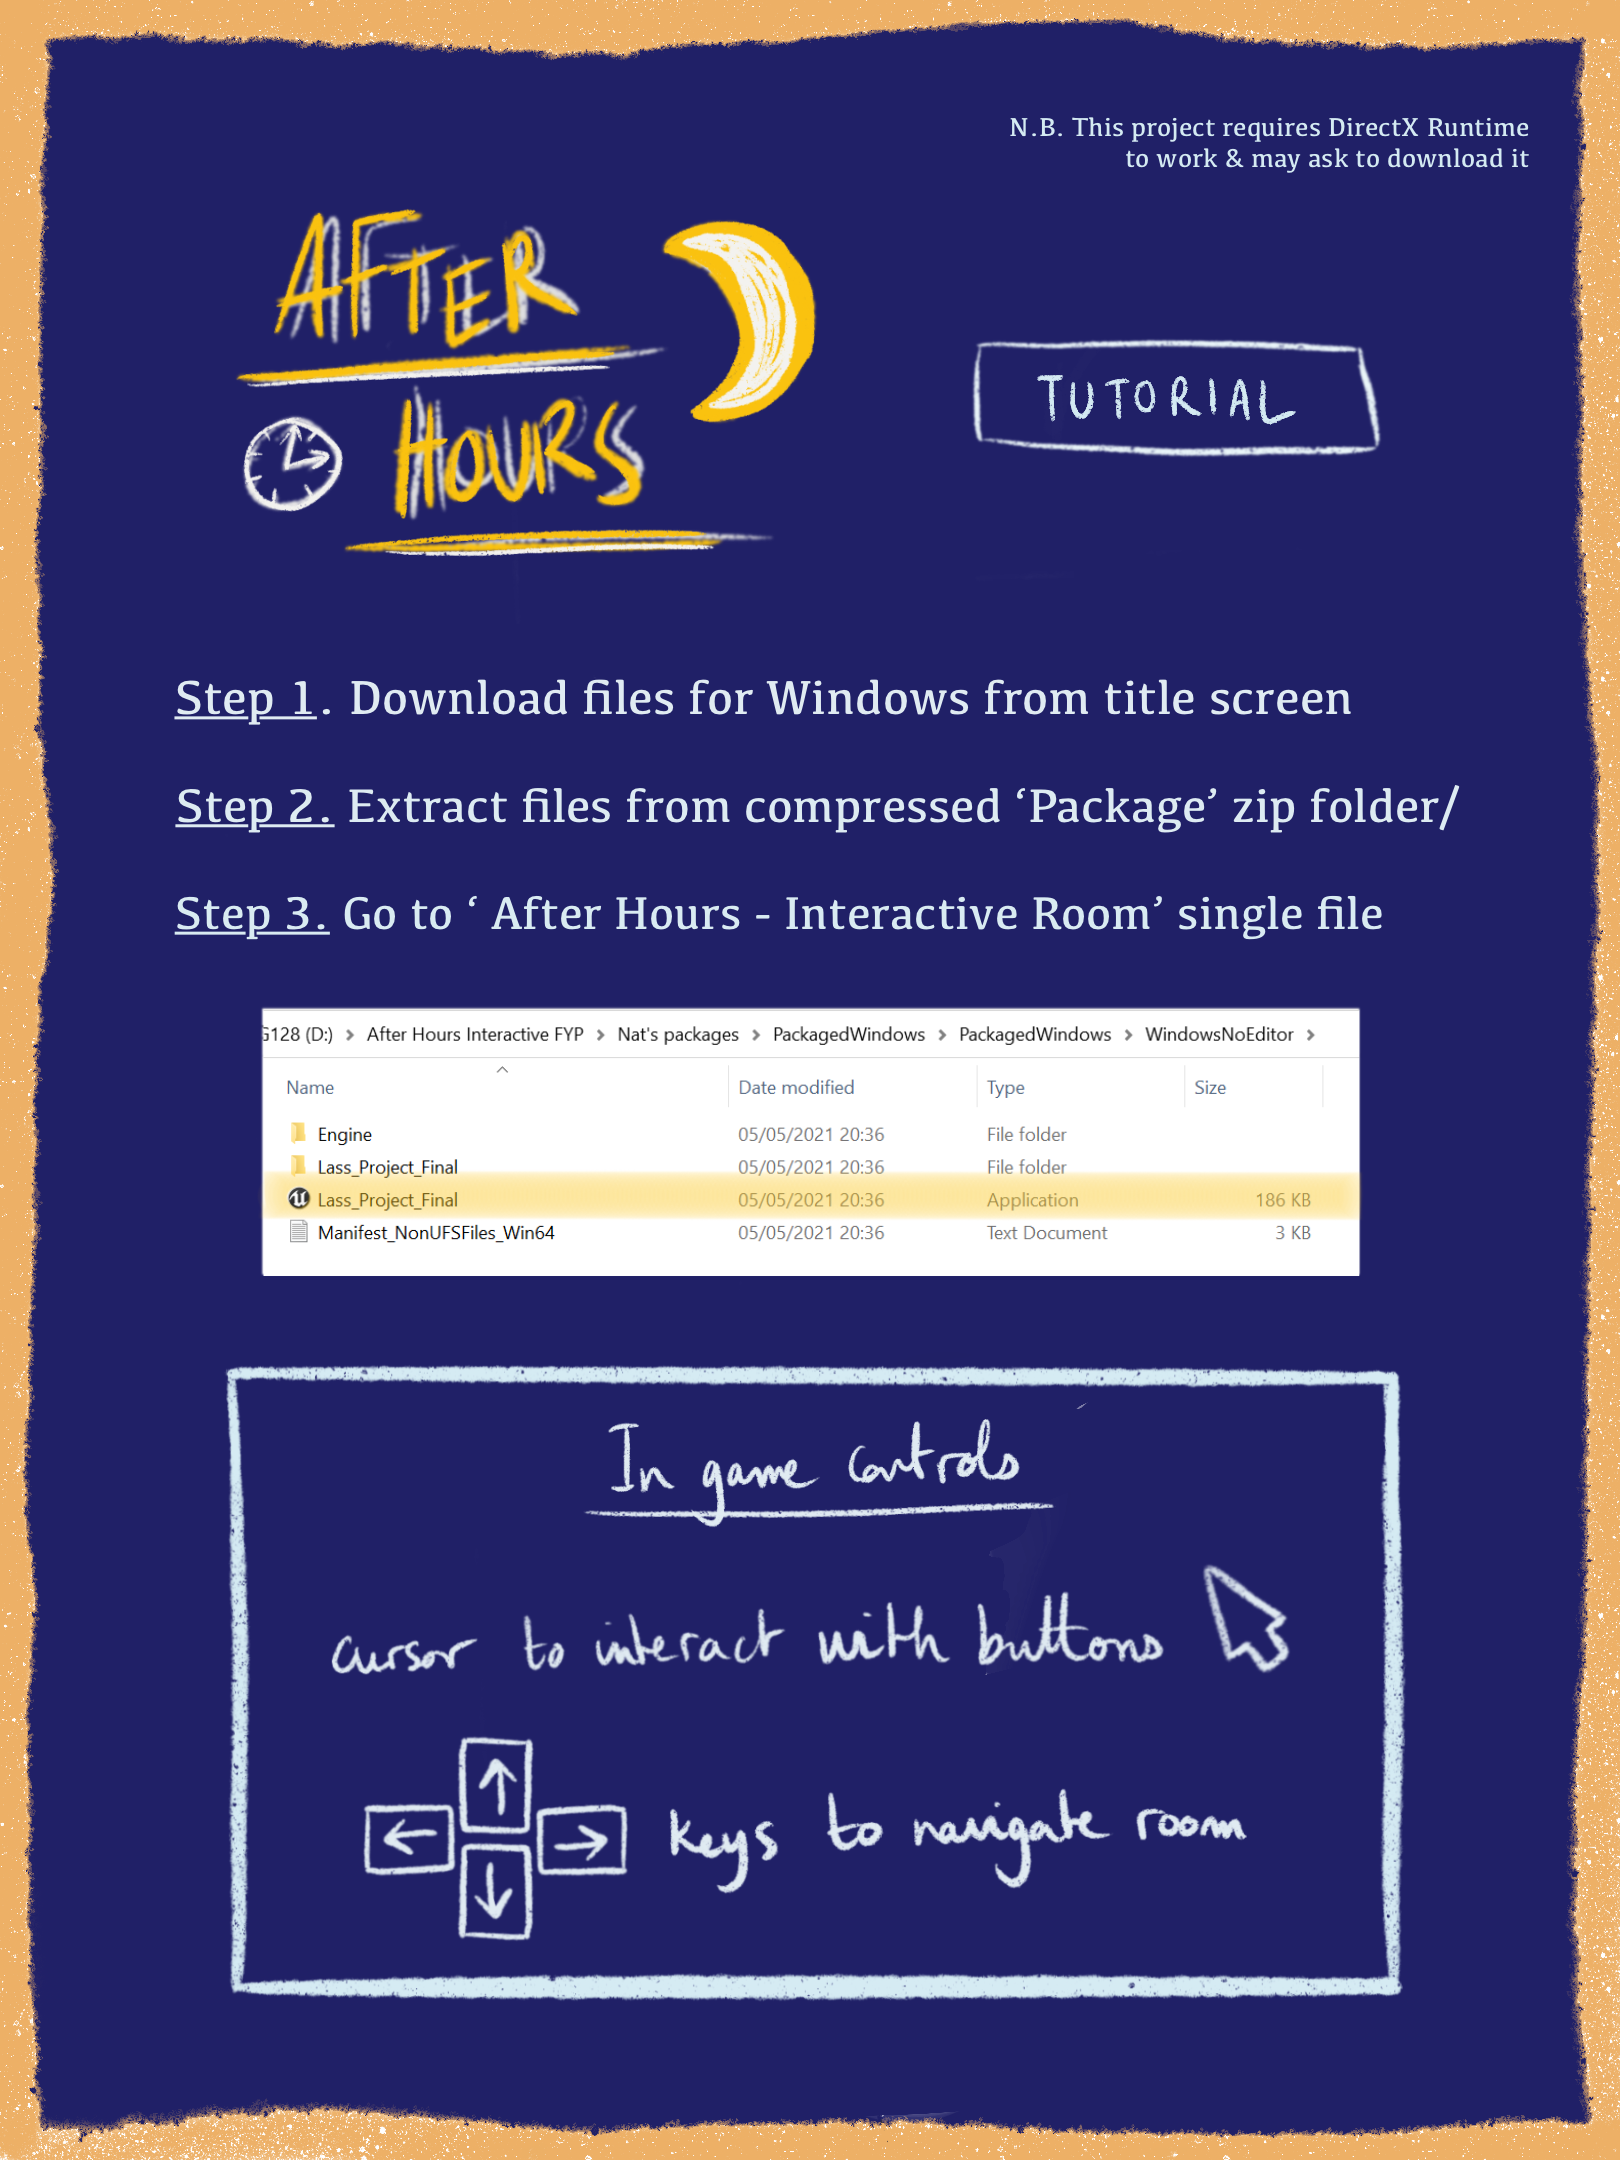 N.B. This project requires DirectX Runtime
to work & may ask to download it
AFTER
HOURS
TUTORIAL
Step 1. Download files for Windows from title screen
Step 2. Extract files from compressed ‘Package’ zip folder/
Step 3. Go to ‘ After Hours - Interactive Room’ single file
G128 (D:) > After Hours Interactive FYP > Nat's packages > PackagedWindows > PackagedWindows > WindowsNoEditor >
Name Date modified Type Size
Engine 05/05/2021 20:36 File folder
Lass_Project_Final 05/05/2021 20:36 File folder
Lass_Project_Final 05/05/2021 20:36 Application 186 KB
Manifest_NonUFSFiles_Win64 05/05/2021 20:36 Text Document 3 KB
In game controls
cursor to interact with buttons
keys to navigate room